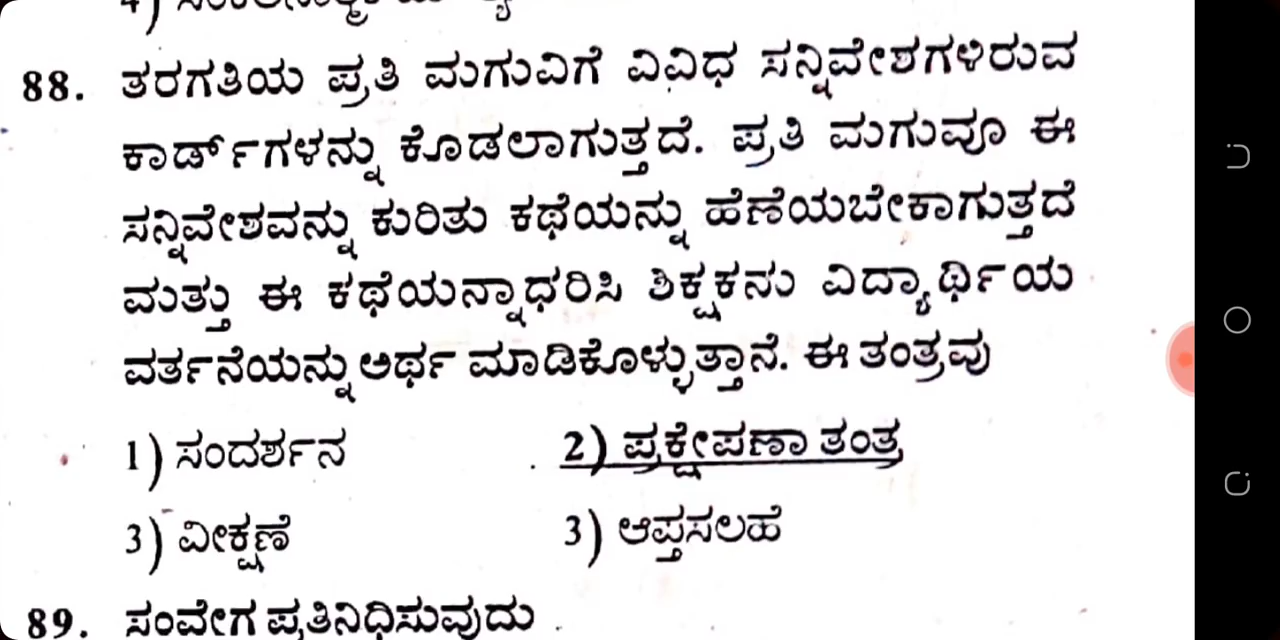 88. ತರಗತಿಯ ಪ್ರತಿ ಮಗುವಿಗೆ ವಿವಿಧ ಸನ್ನಿವೇಶಗಳಿರುವ
ಕಾರ್ಡ್‌ಗಳನ್ನು ಕೊಡಲಾಗುತ್ತದೆ. ಪ್ರತಿ ಮಗುವೂ ಈ
ಸನ್ನಿವೇಶವನ್ನು ಕುರಿತು ಕಥೆಯನ್ನು ಹೆಣೆಯಬೇಕಾಗುತ್ತದೆ
ಮತ್ತು ಈ ಕಥೆಯನ್ನಾಧರಿಸಿ ಶಿಕ್ಷಕನು ವಿದ್ಯಾರ್ಥಿಯ
ವರ್ತನೆಯನ್ನು ಅರ್ಥ ಮಾಡಿಕೊಳ್ಳುತ್ತಾನೆ. ಈ ತಂತ್ರವು
1) ಸಂದರ್ಶನ 2) ಪ್ರಕ್ಷೇಪಣಾ ತಂತ್ರ
3) ವೀಕ್ಷಣೆ 3) ಆಪ್ತಸಲಹೆ
89. ಸಂವೇಗ ಪ್ರತಿನಿಧಿಸುವುದು